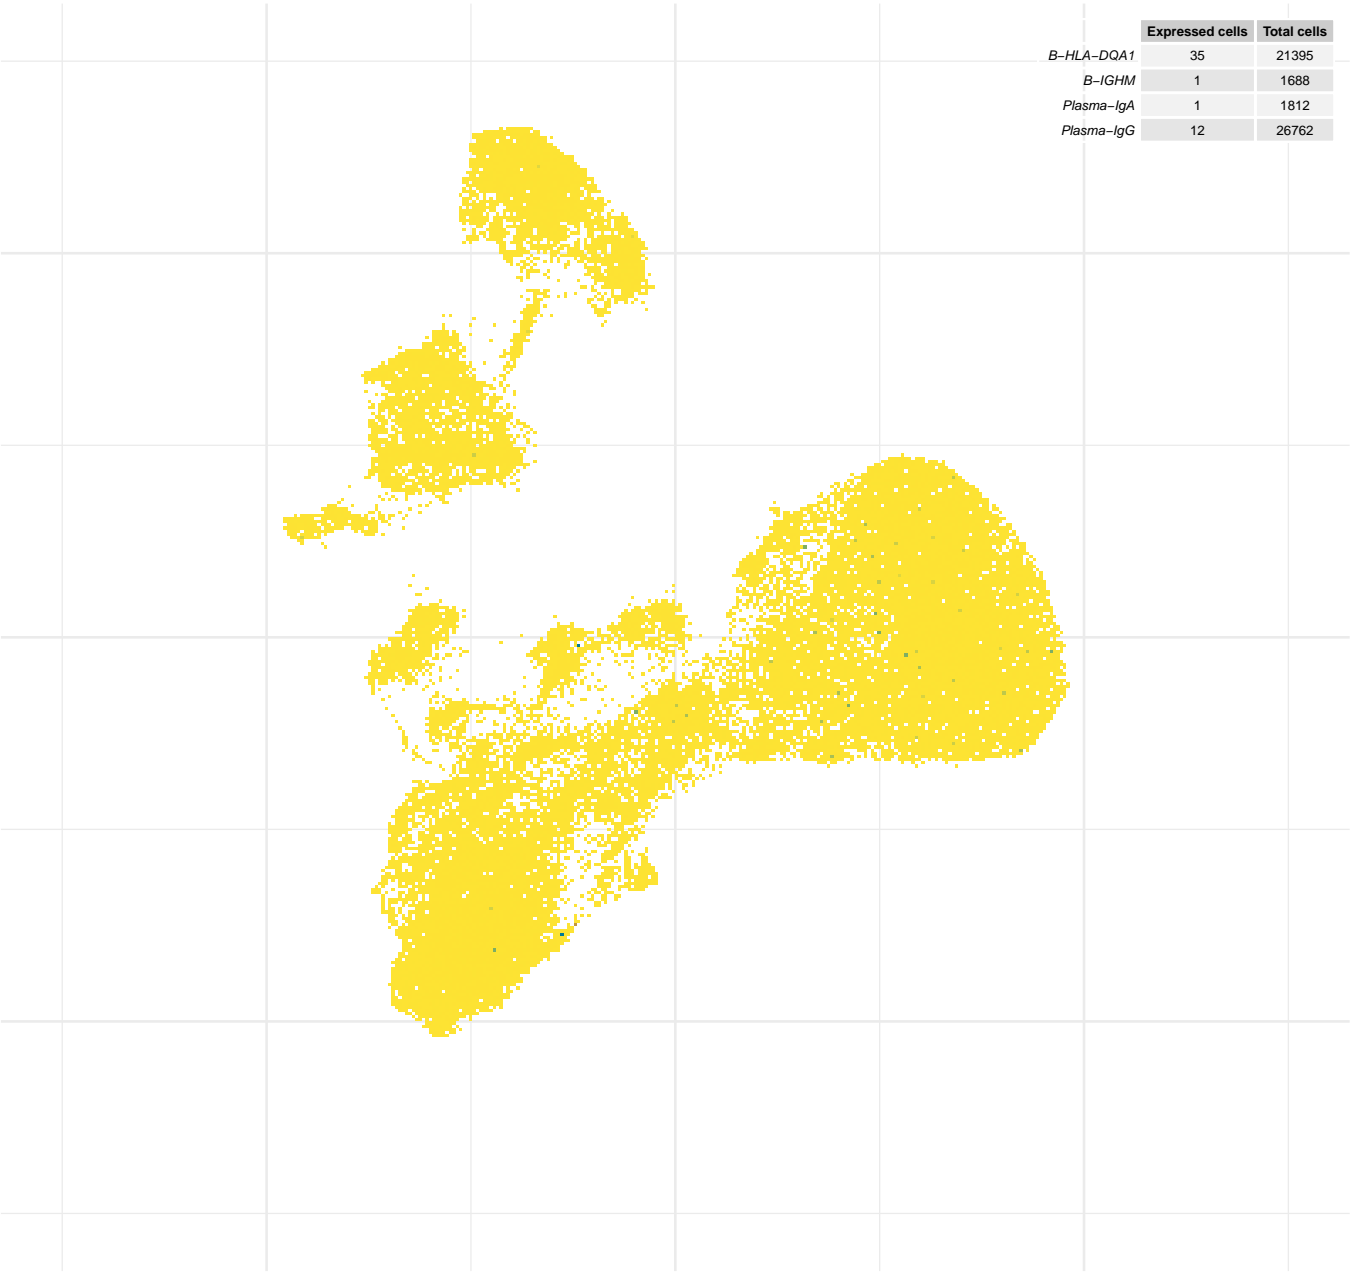 Expressed cells Total cells
B−HLA−DQA1 35 21395
B−IGHM 1 1688
Plasma−IgA 1 1812
Plasma−IgG 12 26762